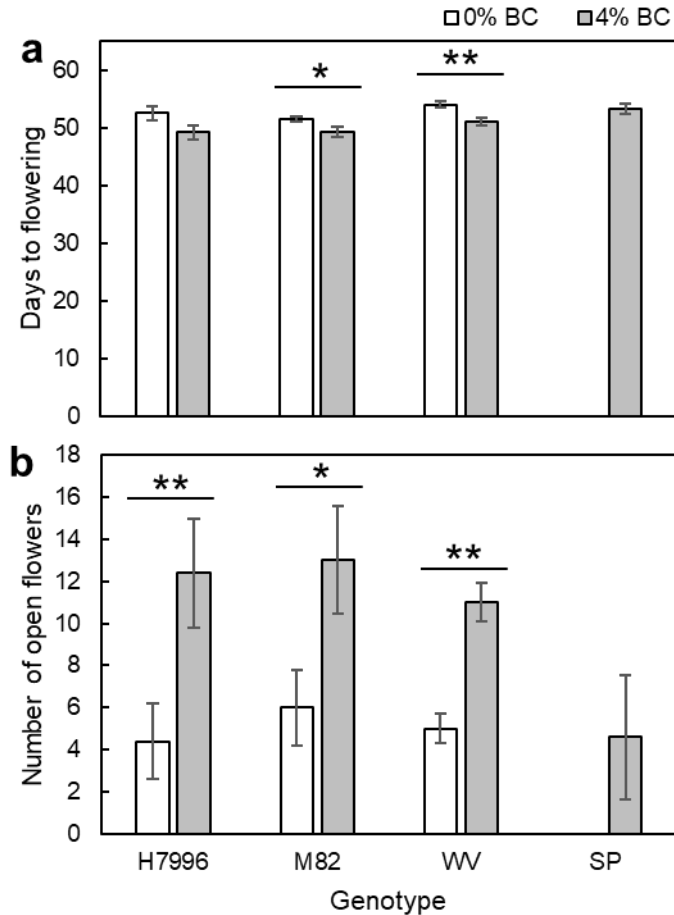 0% BC 4% BC
a
Days to flowering
60
50
40
30
20
10
0
* **
b
Number of open flowers
18
16
14
12
10
8
6
4
2
0
** * **
H7996 M82 WV SP
Genotype